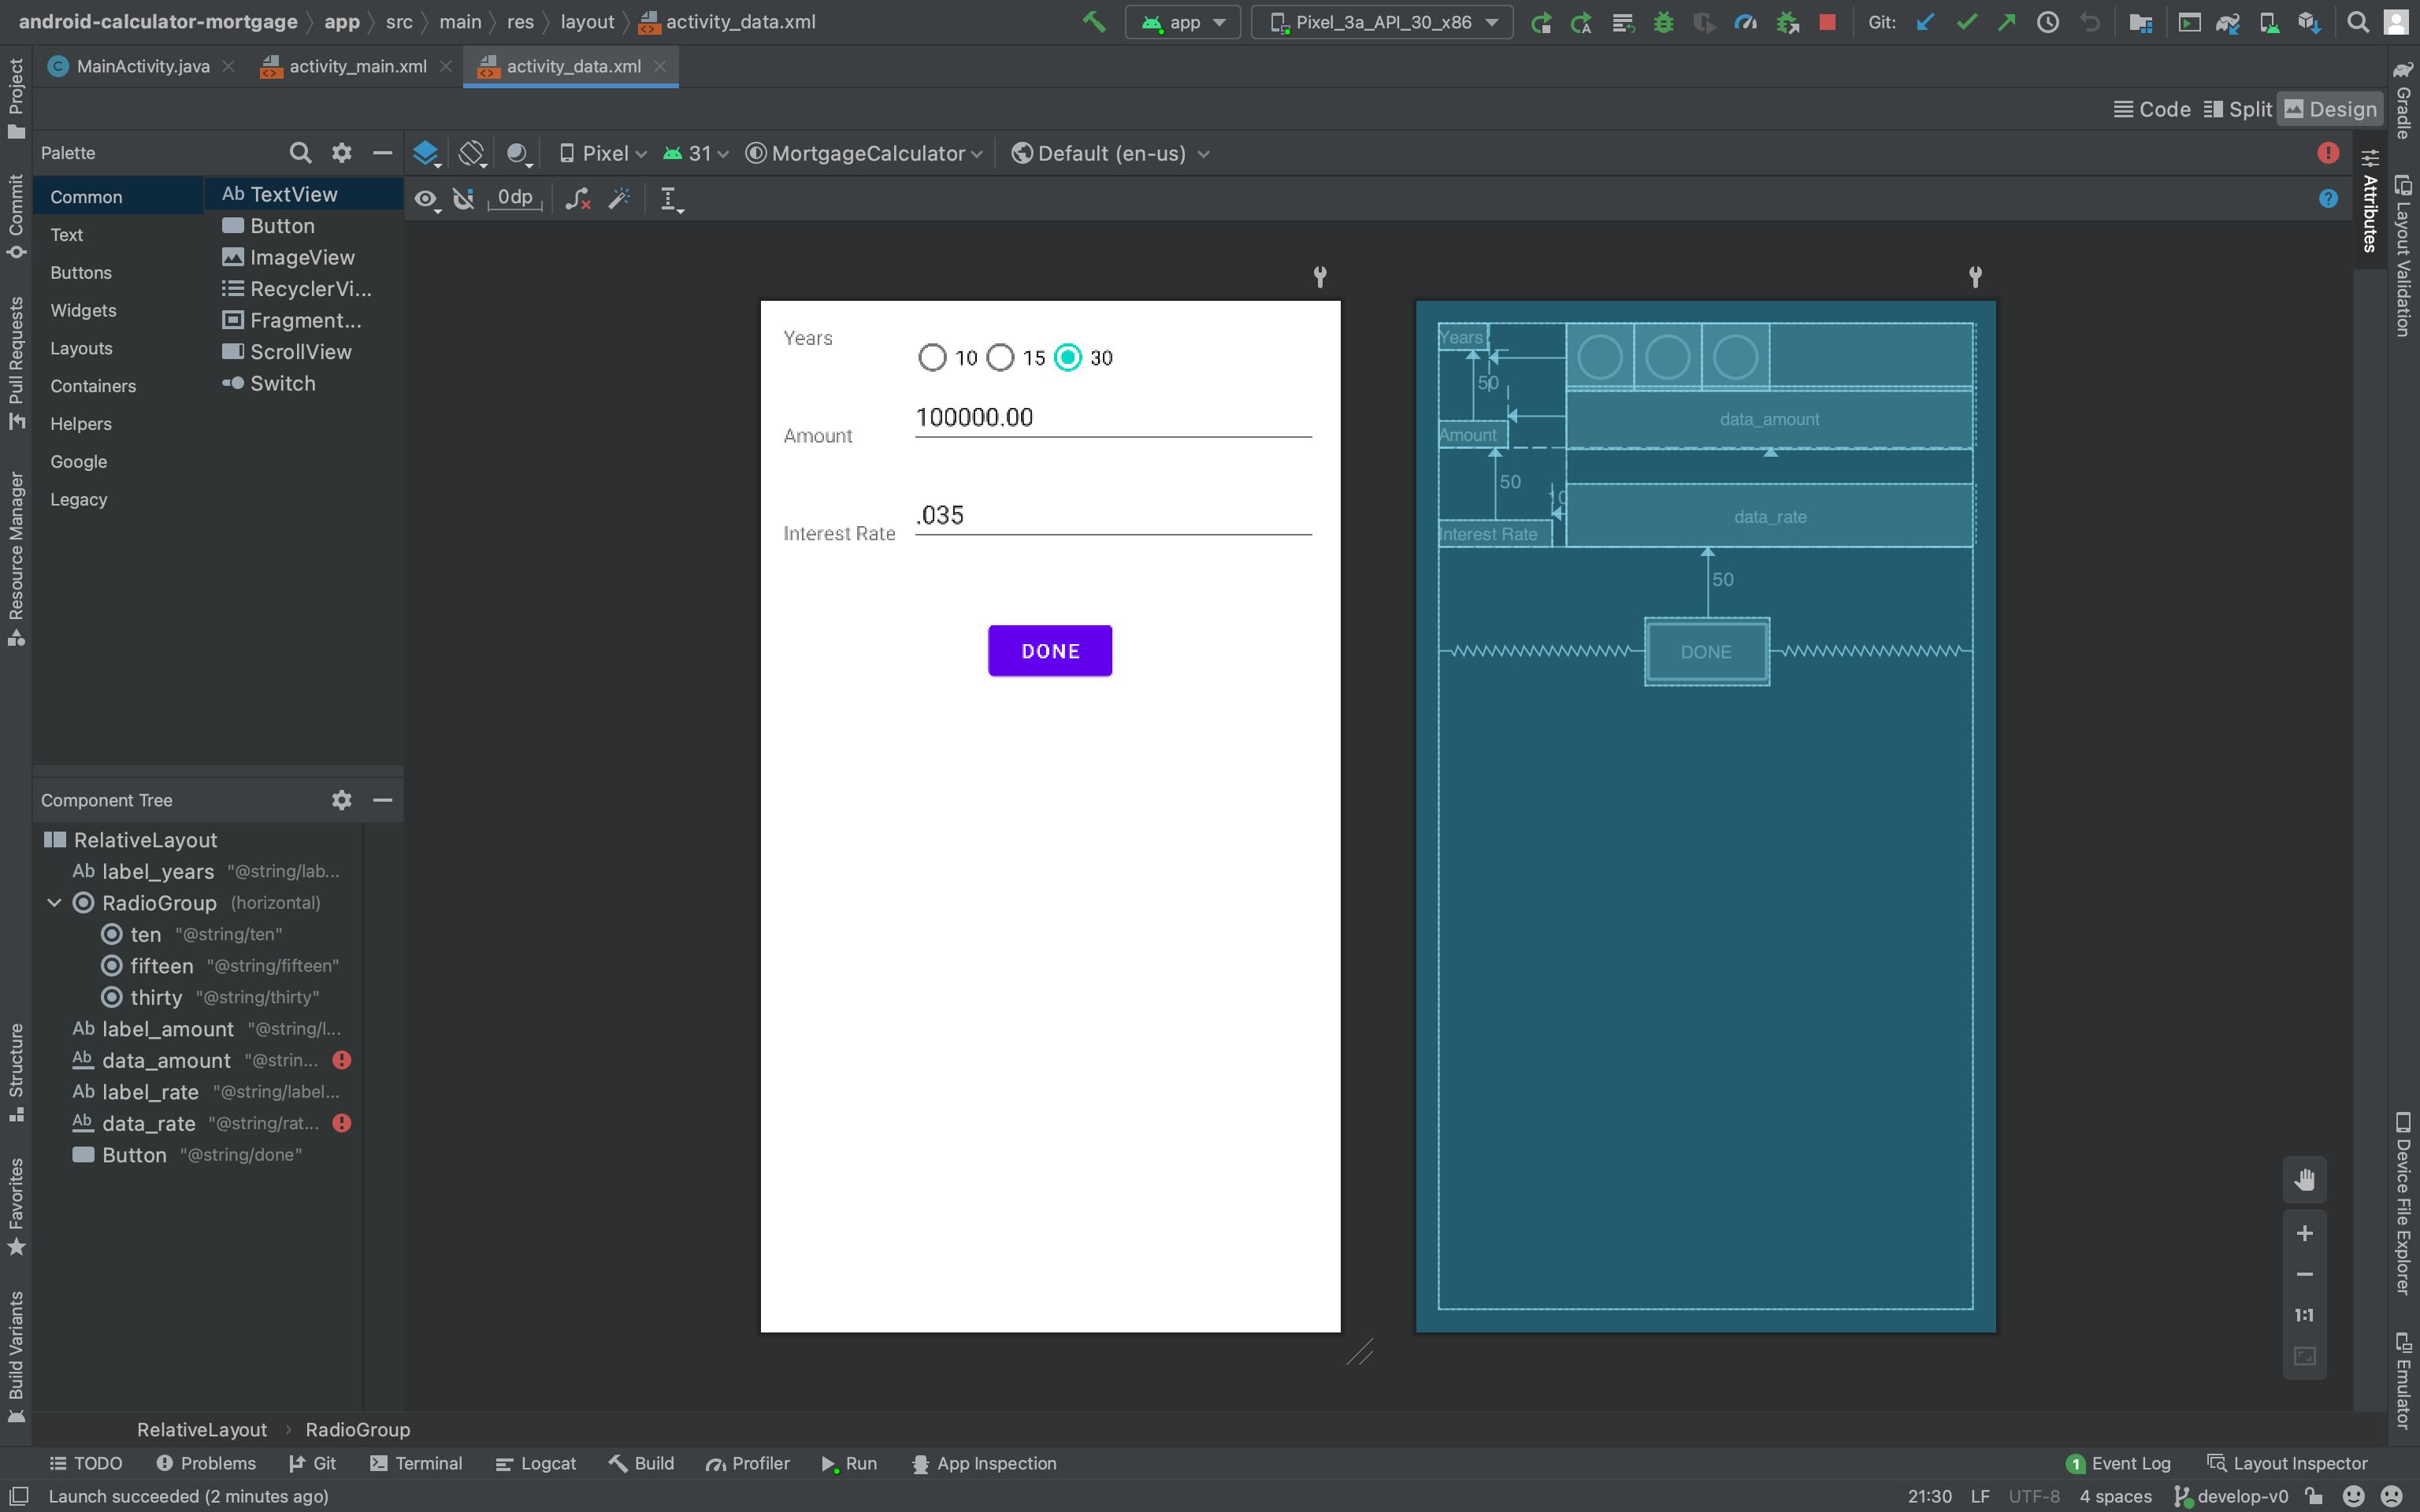 android-calculator-mortgage app src main res layout activity_data.xml app Pixel_3a_API_30_x86 Git:
MainActivity.java activity_main.xml activity_data.xml
Code Split Design
Palette Pixel 31 MortgageCalculator Default (en-us)
0dp
Common
Text
Buttons
Widgets
Layouts
Containers
Helpers
Google
Legacy
Ab TextView
Button
ImageView
RecyclerVi...
Fragment...
ScrollView
Switch
Component Tree
RelativeLayout
Ab label_years "@string/lab...
RadioGroup (horizontal)
ten "@string/ten"
fifteen "@string/fifteen"
thirty "@string/thirty"
Ab label_amount "@string/l...
Ab data_amount "@strin...
Ab label_rate "@string/label...
Ab data_rate "@string/rat...
Button "@string/done"
Years
10 15 30
Amount 100000.00
Interest Rate .035
DONE
Years
50
data_amount
Amount
50
data_rate
Interest Rate
50
DONE
1:1
Project
Commit
Pull Requests
Resource Manager
Structure
Favorites
Build Variants
Gradle
Attributes
Layout Validation
Device File Explorer
Emulator
RelativeLayout RadioGroup
TODO Problems Git Terminal Logcat Build Profiler Run App Inspection 1 Event Log Layout Inspector
Launch succeeded (2 minutes ago) 21:30 LF UTF-8 4 spaces develop-v0